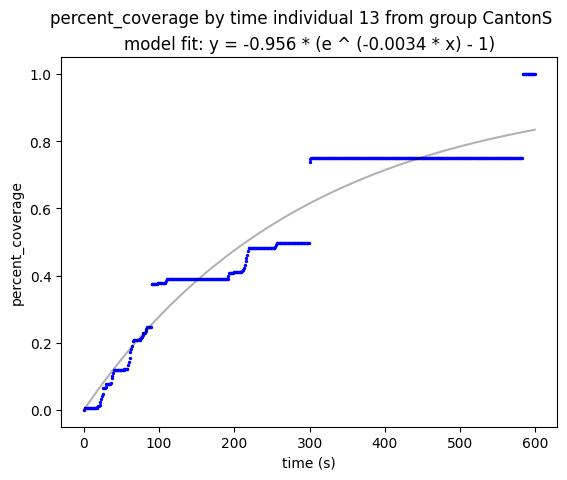 percent_coverage by time individual 13 from group CantonS
model fit: y = -0.956 * (e ^ (-0.0034 * x) - 1)
1.0
0.8
0.6
0.4
0.2
0.0
percent_coverage
0 100 200 300 400 500 600
time (s)